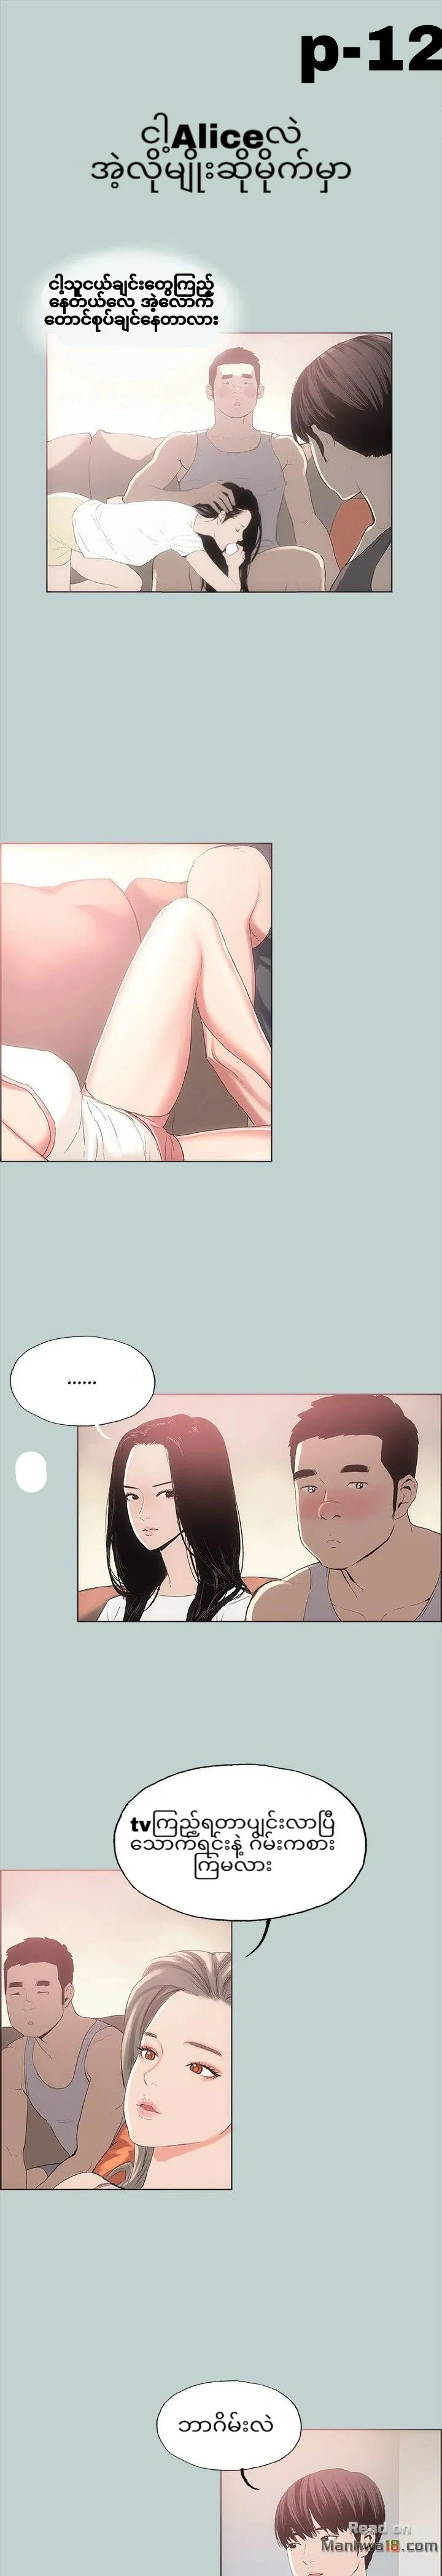 p-12
ငါ့Aliceလဲ
အဲ့လိုမျိုးဆိုမိုက်မှာ
ငါ့သူငယ်ချင်းတွေကြည့်
နေတယ်လေ အဲ့လောက်
တောင်စုပ်ချင်နေတာလား
......
tvကြည့်ရတာပျင်းလာပြီ
သောက်ရင်းနဲ့ ဂိမ်းကစား
ကြမလား
ဘာဂိမ်းလဲ
Read on
Manhwa18.com